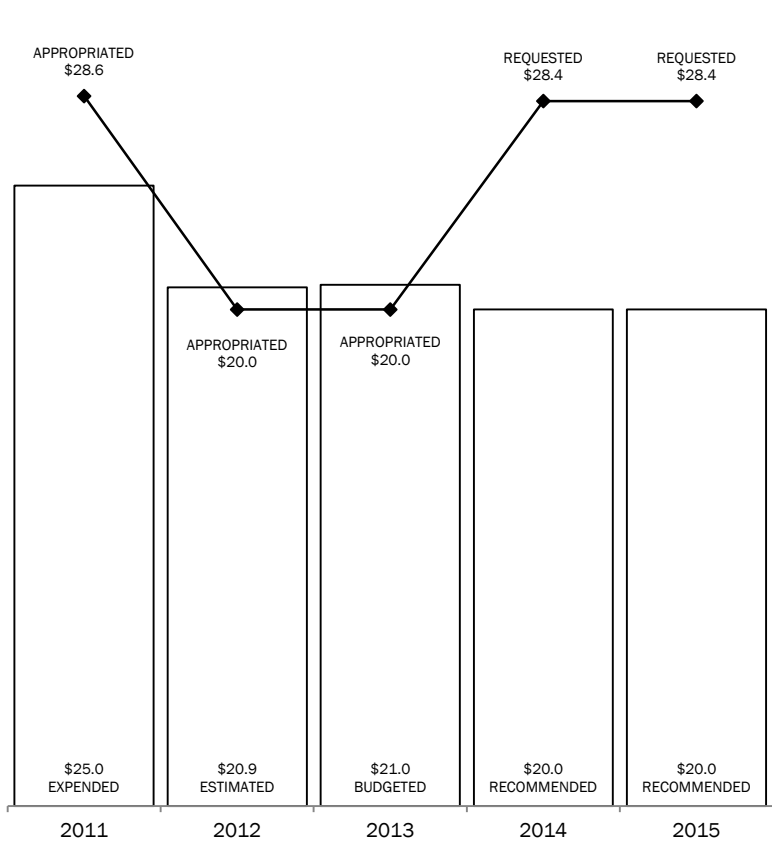 APPROPRIATED
$28.6
REQUESTED
$28.4
REQUESTED
$28.4
APPROPRIATED
$20.0
APPROPRIATED
$20.0
$25.0
EXPENDED
$20.9
ESTIMATED
$21.0
BUDGETED
$20.0
RECOMMENDED
$20.0
RECOMMENDED
2011
2012
2013
2014
2015